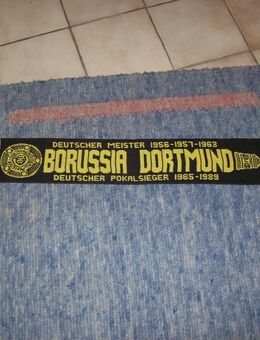 DEUTSCHER MEISTER 1956-1957-1963
BORUSSIA DORTMUND
DEUTSCHER POKALSIEGER 1965-1989